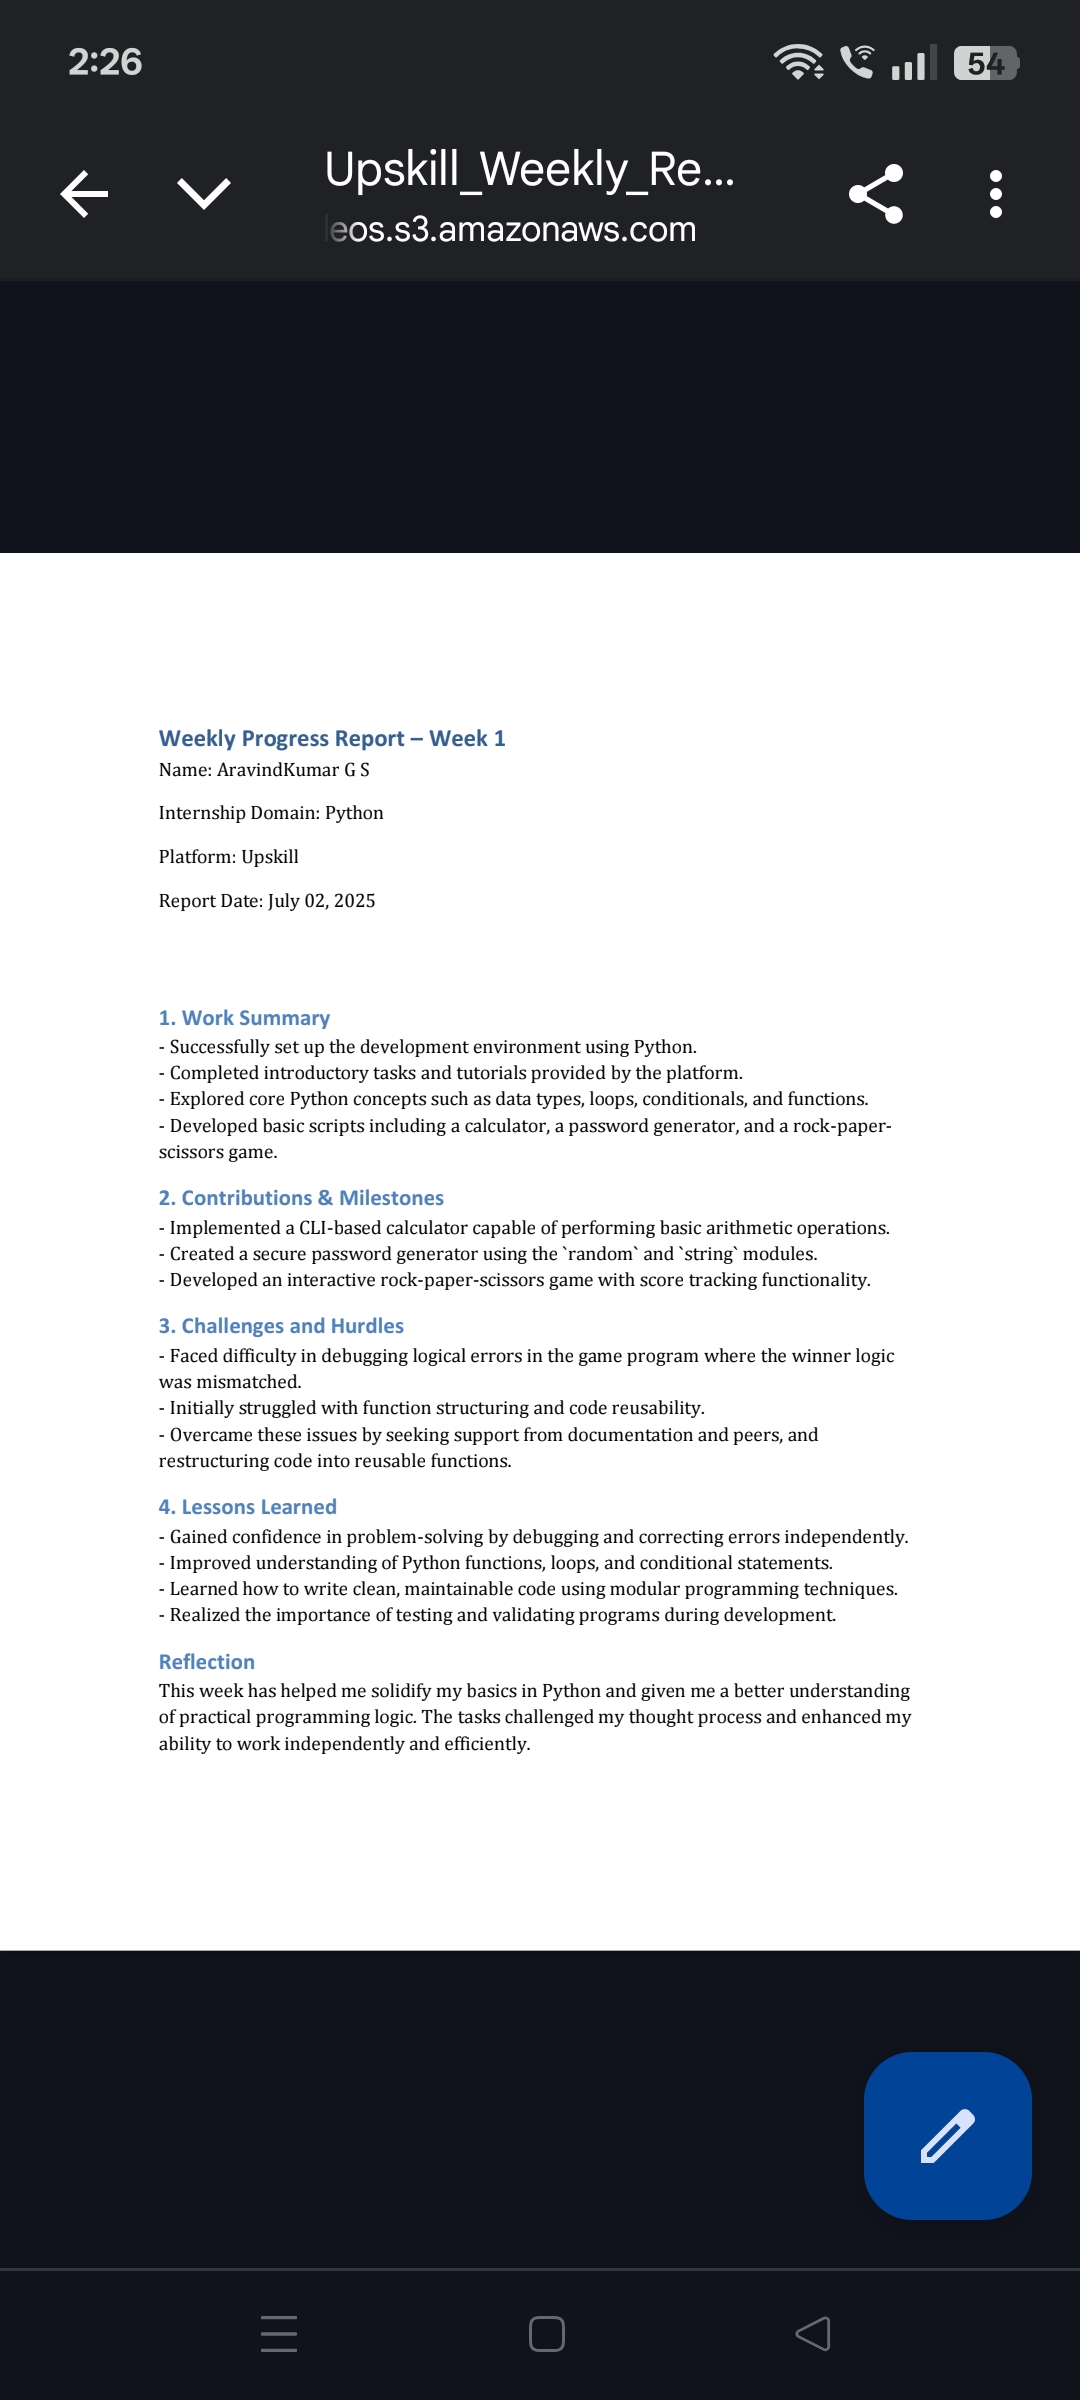 2:26
54
Upskill_Weekly_Re...
eos.s3.amazonaws.com
Weekly Progress Report – Week 1
Name: AravindKumar G S
Internship Domain: Python
Platform: Upskill
Report Date: July 02, 2025
1. Work Summary
- Successfully set up the development environment using Python.
- Completed introductory tasks and tutorials provided by the platform.
- Explored core Python concepts such as data types, loops, conditionals, and functions.
- Developed basic scripts including a calculator, a password generator, and a rock-paper-
scissors game.
2. Contributions & Milestones
- Implemented a CLI-based calculator capable of performing basic arithmetic operations.
- Created a secure password generator using the `random` and `string` modules.
- Developed an interactive rock-paper-scissors game with score tracking functionality.
3. Challenges and Hurdles
- Faced difficulty in debugging logical errors in the game program where the winner logic
was mismatched.
- Initially struggled with function structuring and code reusability.
- Overcame these issues by seeking support from documentation and peers, and
restructuring code into reusable functions.
4. Lessons Learned
- Gained confidence in problem-solving by debugging and correcting errors independently.
- Improved understanding of Python functions, loops, and conditional statements.
- Learned how to write clean, maintainable code using modular programming techniques.
- Realized the importance of testing and validating programs during development.
Reflection
This week has helped me solidify my basics in Python and given me a better understanding
of practical programming logic. The tasks challenged my thought process and enhanced my
ability to work independently and efficiently.